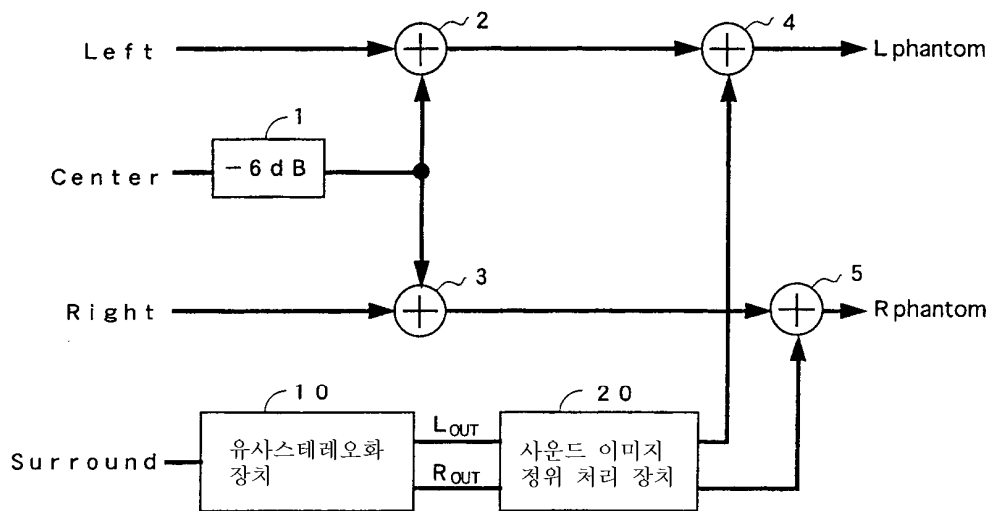 2
4
Left
L phantom
1
Center
-6dB
3
5
Right
R phantom
10
20
Surround
유사스테레오화
장치
LOUT
ROUT
사운드 이미지
정위 처리 장치